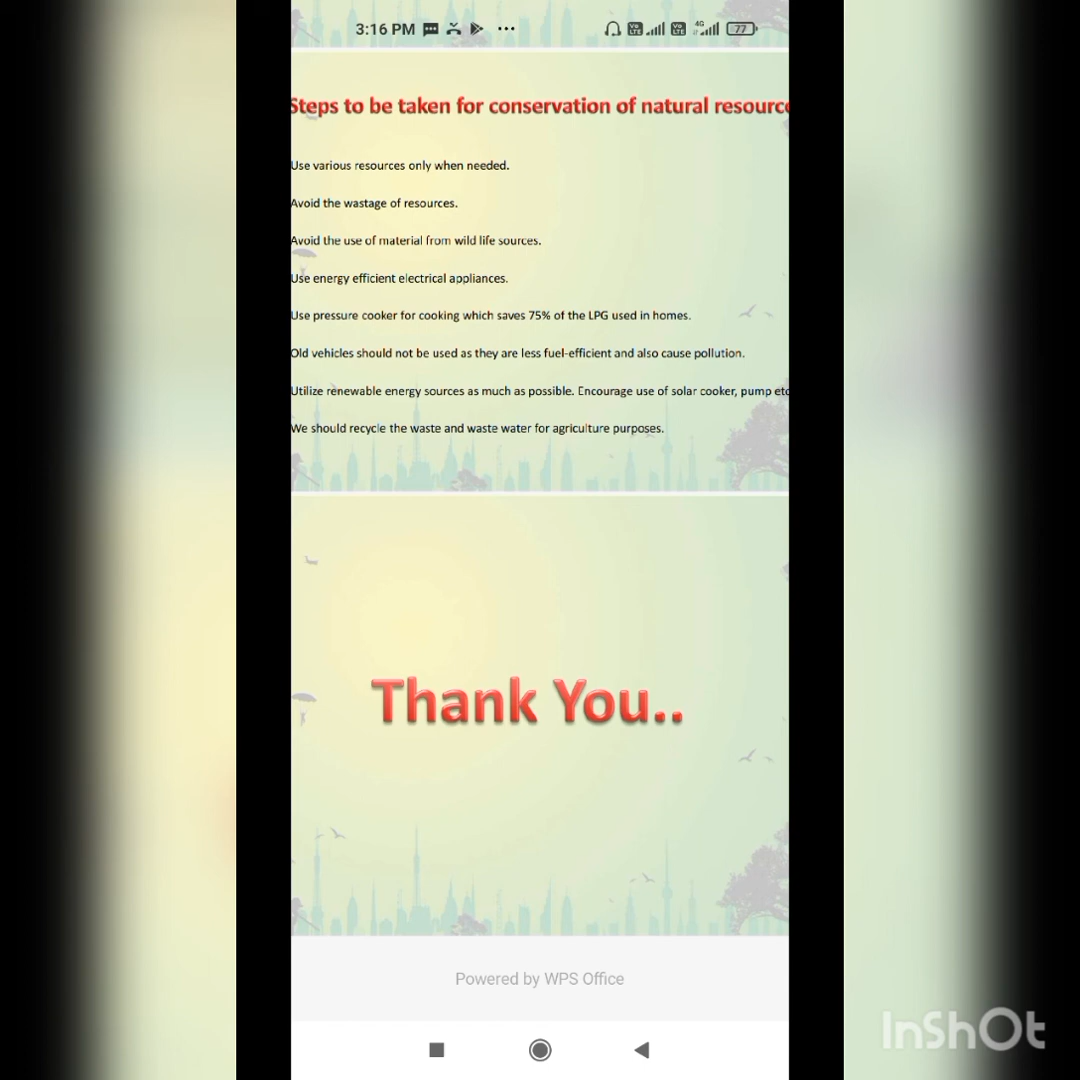 3:16 PM
4G
77
Steps to be taken for conservation of natural resourc
Use various resources only when needed.
Avoid the wastage of resources.
Avoid the use of material from wild life sources.
Use energy efficient electrical appliances.
Use pressure cooker for cooking which saves 75% of the LPG used in homes.
Old vehicles should not be used as they are less fuel-efficient and also cause pollution.
Utilize renewable energy sources as much as possible. Encourage use of solar cooker, pump etc
We should recycle the waste and waste water for agriculture purposes.
Thank You..
Powered by WPS Office
InShOt